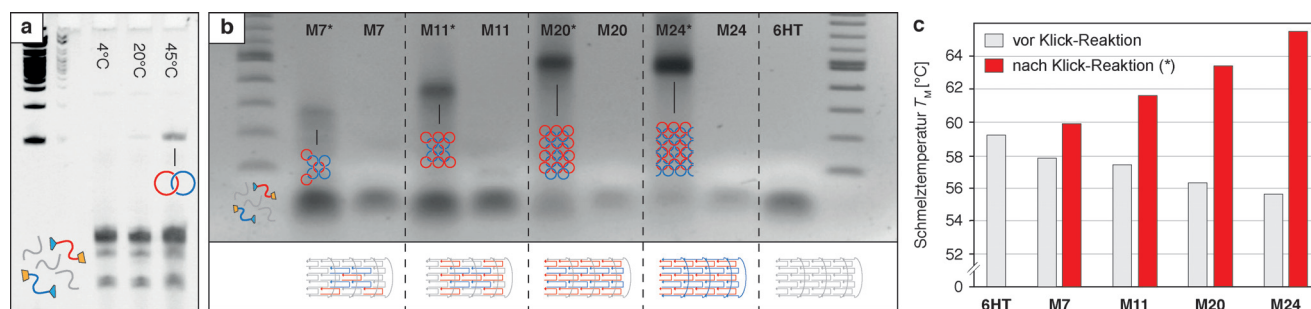 a
4°C
20°C
45°C
b
M7* M7 M11* M11 M20* M20 M24* M24 6HT
c
Schmelztemperatur T_M [°C]
vor Klick-Reaktion
nach Klick-Reaktion (*)
64
62
60
58
56
54
52
0
6HT M7 M11 M20 M24